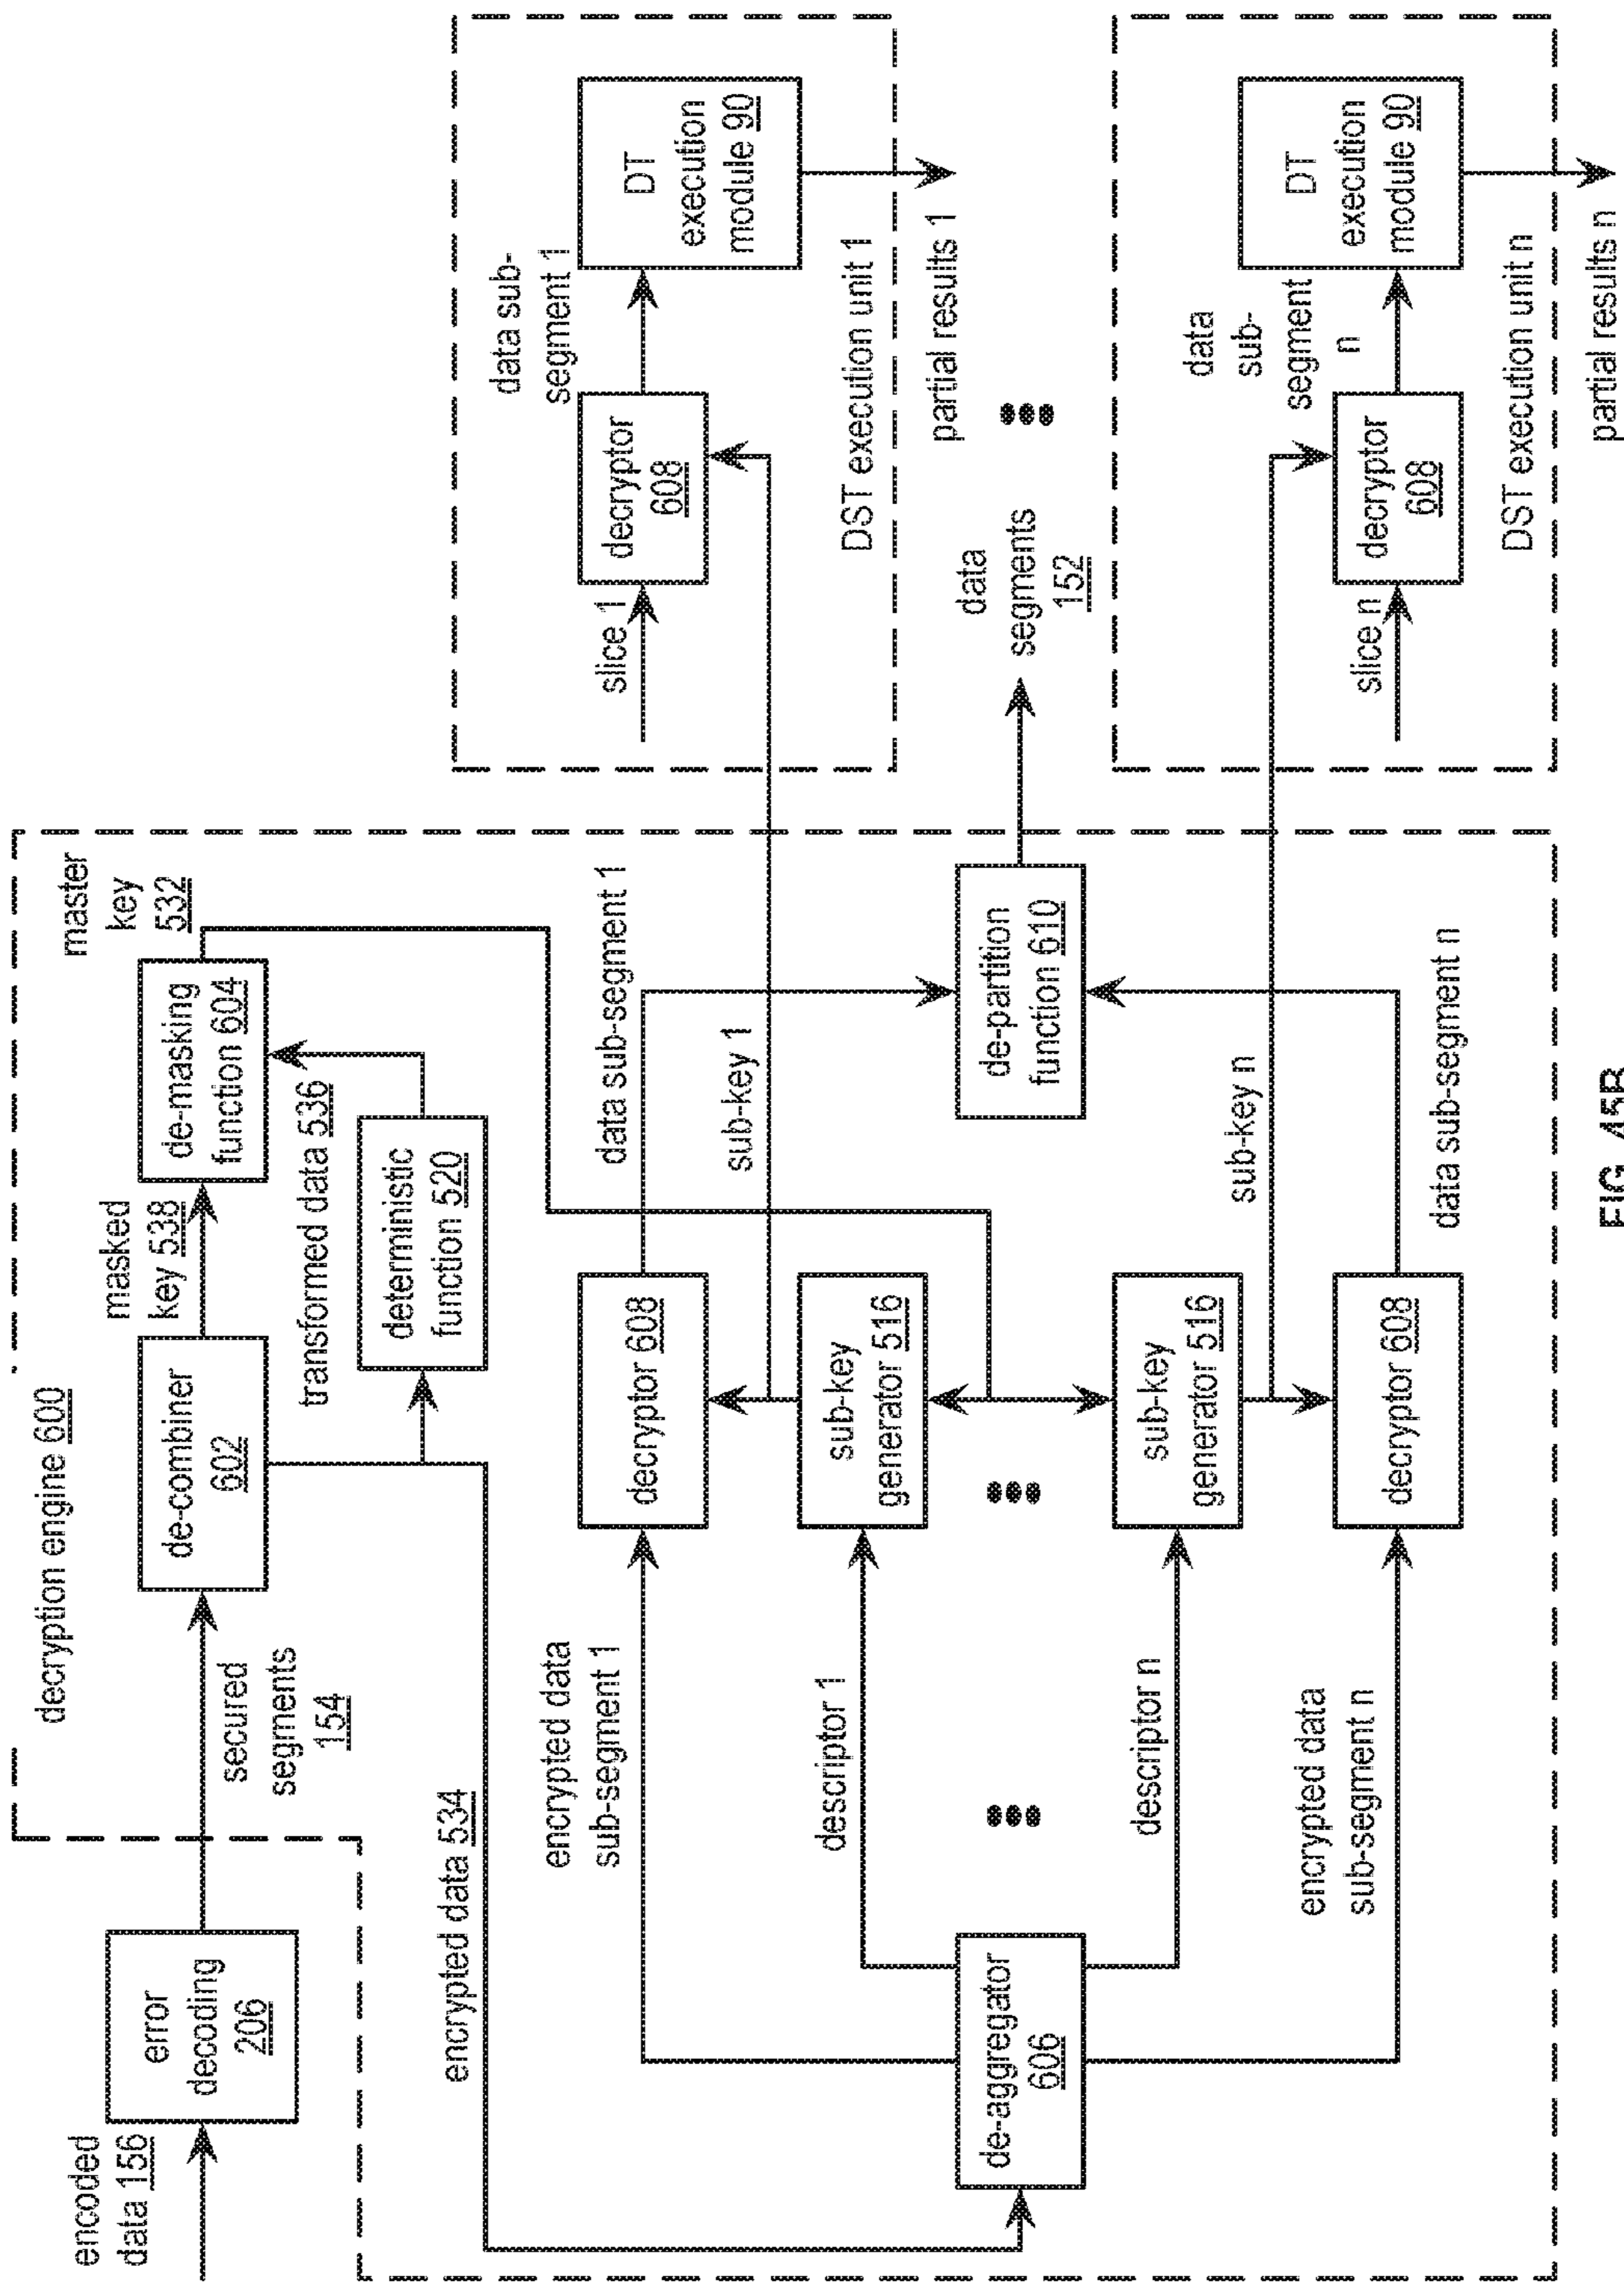 encoded
data 156
error
decoding
206
decryption engine 600
secured
segments
154
de-combiner
602
masked
key 538
de-masking
function 604
master
key
532
transformed data 536
deterministic
function 520
encrypted data 534
encrypted data
sub-segment 1
decryptor 608
data sub-segment 1
descriptor 1
sub-key
generator 516
sub-key 1
de-aggregator
606
de-partition
function 610
data
segments
152
descriptor n
sub-key
generator 516
sub-key n
encrypted data
sub-segment n
decryptor 608
data sub-segment n
slice 1
decryptor
608
data sub-
segment 1
DT
execution
module 90
DST execution unit 1
partial results 1
slice n
decryptor
608
data
sub-
segment
n
DT
execution
module 90
DST execution unit n
partial results n
FIG. 45B